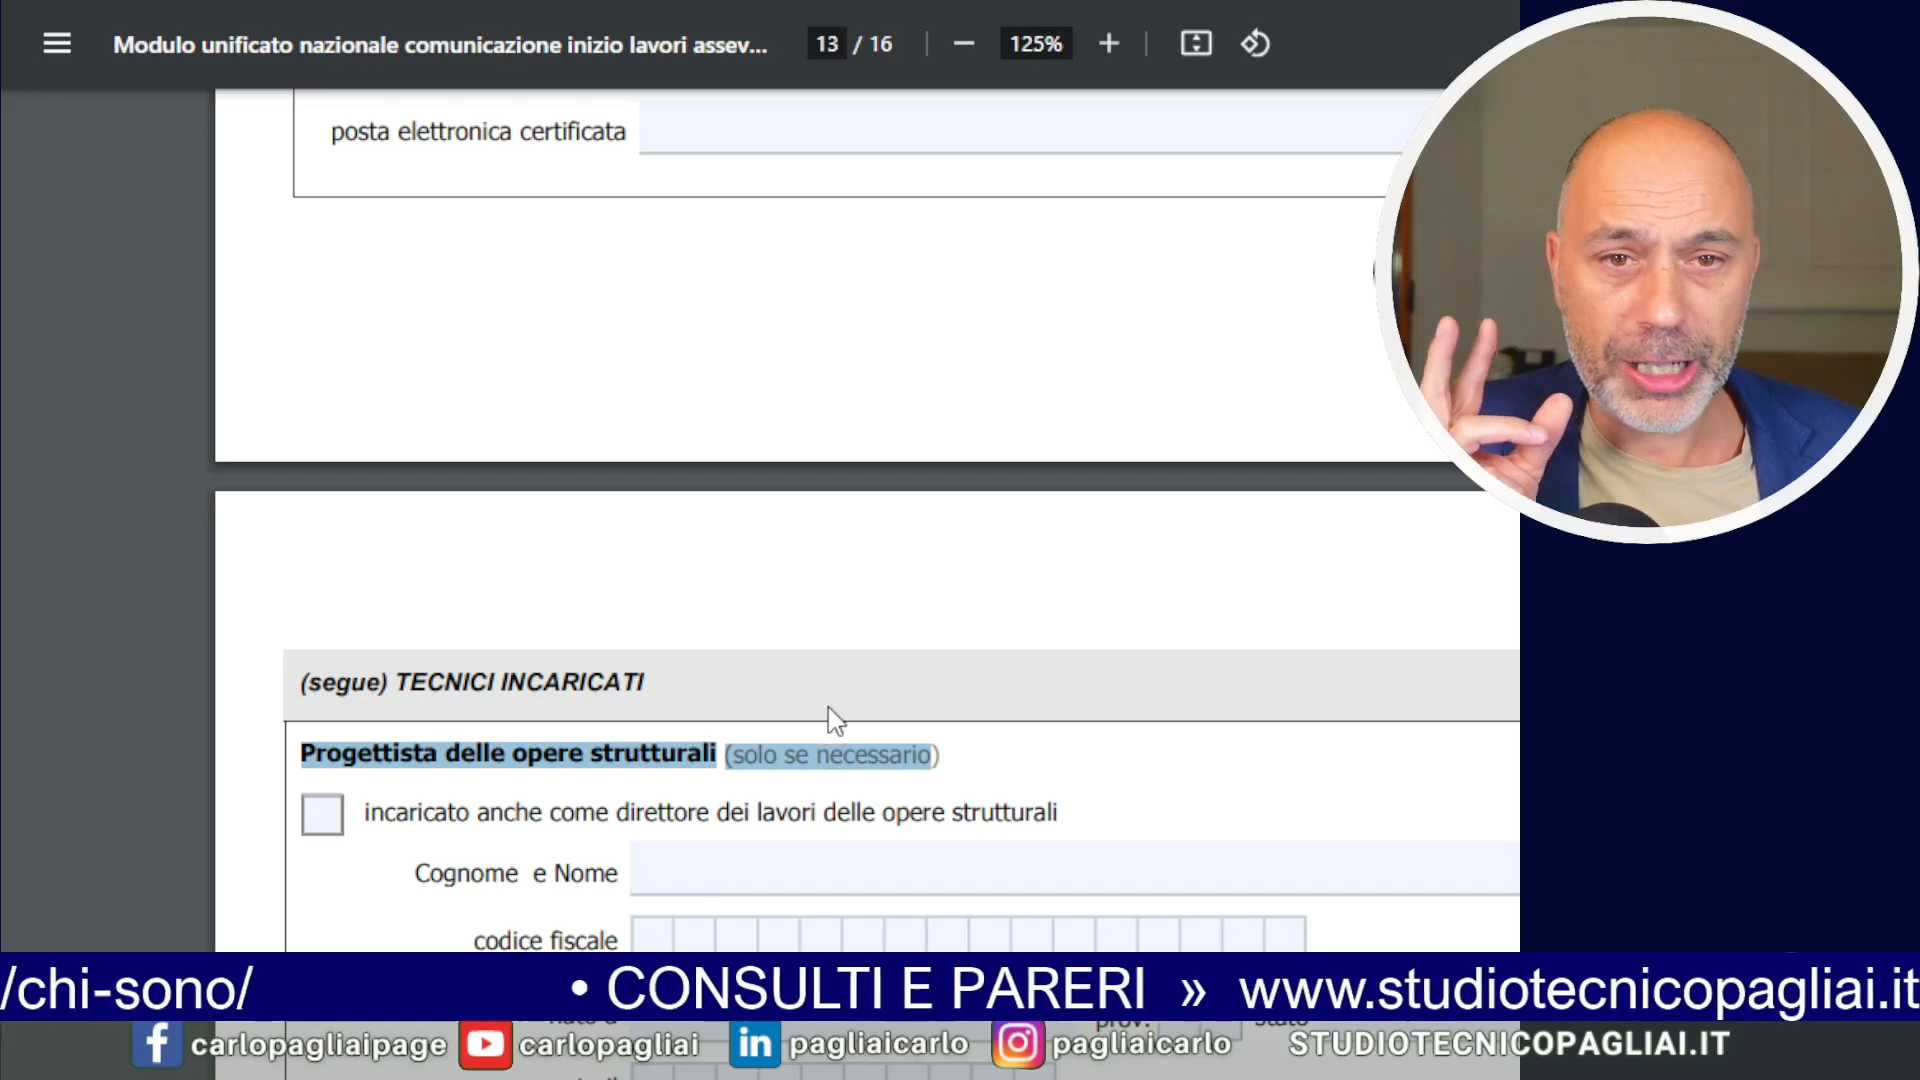 Modulo unificato nazionale comunicazione inizio lavori assev...
13 / 16
125%
posta elettronica certificata
(segue) TECNICI INCARICATI
Progettista delle opere strutturali (solo se necessario)
incaricato anche come direttore dei lavori delle opere strutturali
Cognome e Nome
codice fiscale
/chi-sono/ • CONSULTI E PARERI » www.studiotecnicopagliai.it
prov. stato
carlopagliaipage carlopagliai pagliaicarlo pagliaicarlo STUDIOTECNICOPAGLIAI.IT